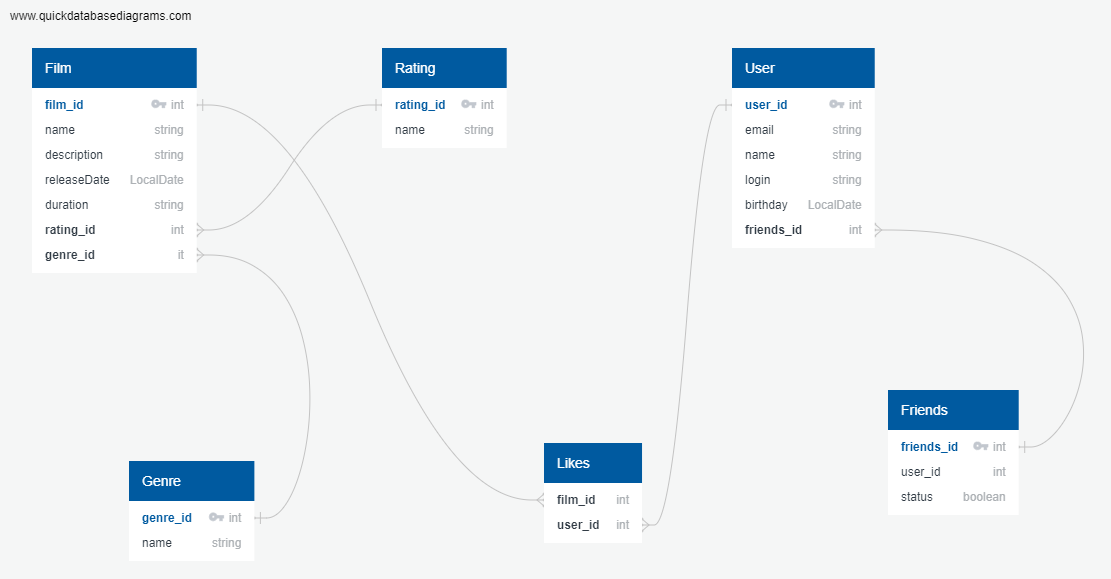 www.quickdatabasediagrams.com
Film
film_id int
name string
description string
releaseDate LocalDate
duration string
rating_id int
genre_id it
Rating
rating_id int
name string
User
user_id int
email string
name string
login string
birthday LocalDate
friends_id int
Friends
friends_id int
user_id int
status boolean
Likes
film_id int
user_id int
Genre
genre_id int
name string